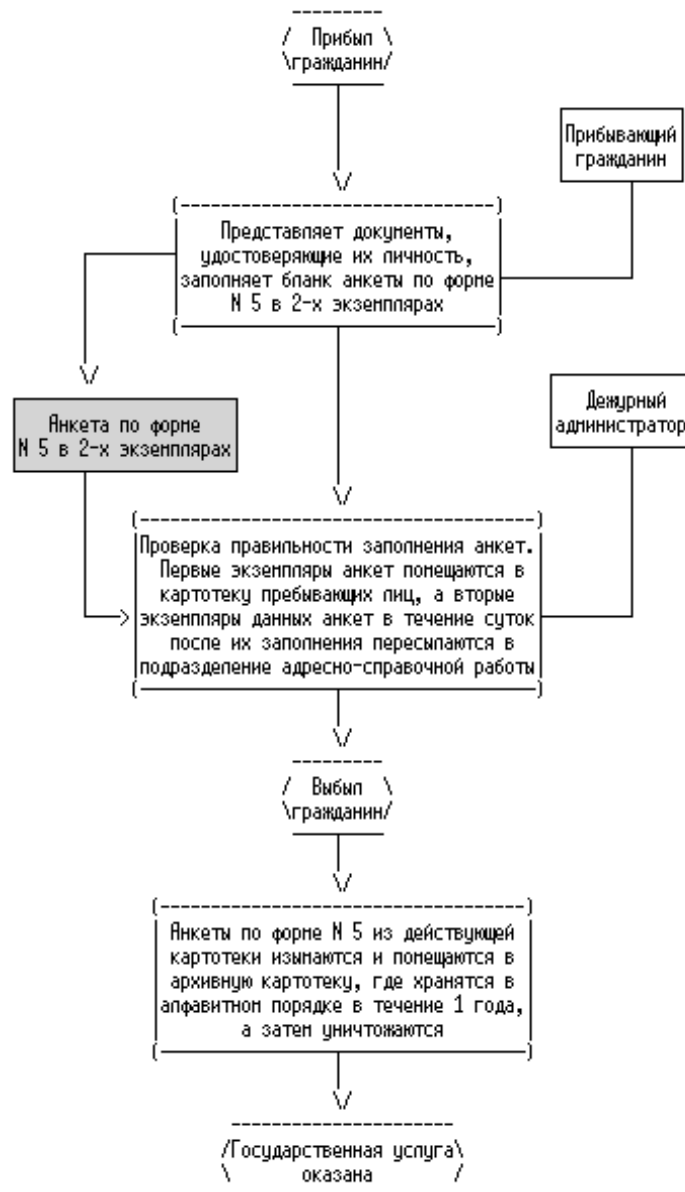 Прибыл
гражданин
Прибывающий
гражданин
Представляет документы,
удостоверяющие их личность,
заполняет бланк анкеты по форме
N 5 в 2-х экземплярах
Анкета по форме
N 5 в 2-х экземплярах
Дежурный
администратор
Проверка правильности заполнения анкет.
Первые экземпляры анкет помещаются в
картотеку пребывающих лиц, а вторые
экземпляры данных анкет в течение суток
после их заполнения пересылаются в
подразделение адресно-справочной работы
Выбыл
гражданин
Анкеты по форме N 5 из действующей
картотеки изымаются и помещаются в
архивную картотеку, где хранятся в
алфавитном порядке в течение 1 года,
а затем уничтожаются
Государственная услуга
оказана